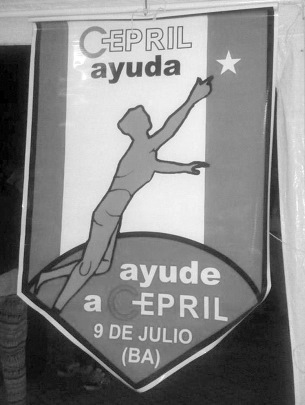 CEPRIL
ayuda
ayude
a CEPRIL
9 DE JULIO
(BA)